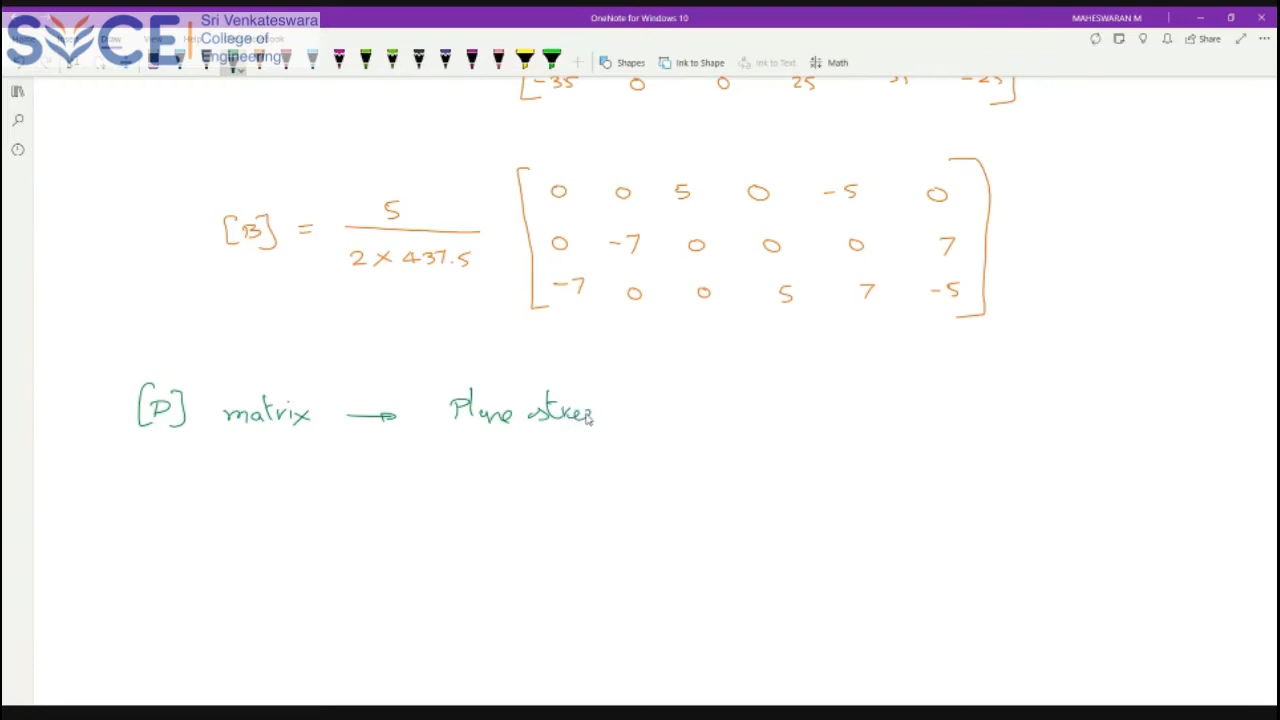 OneNote for Windows 10
MAHESWARAN M
SVCE Sri Venkateswara College of Engineering
Share
Shapes Ink to Shape Ink to Text Math
-35 0 0 25 -25
[B] = 5 / 2 × 437.5
0 0 5 0 -5 0
0 -7 0 0 0 7
-7 0 0 5 7 -5
[D] matrix → Plane stres